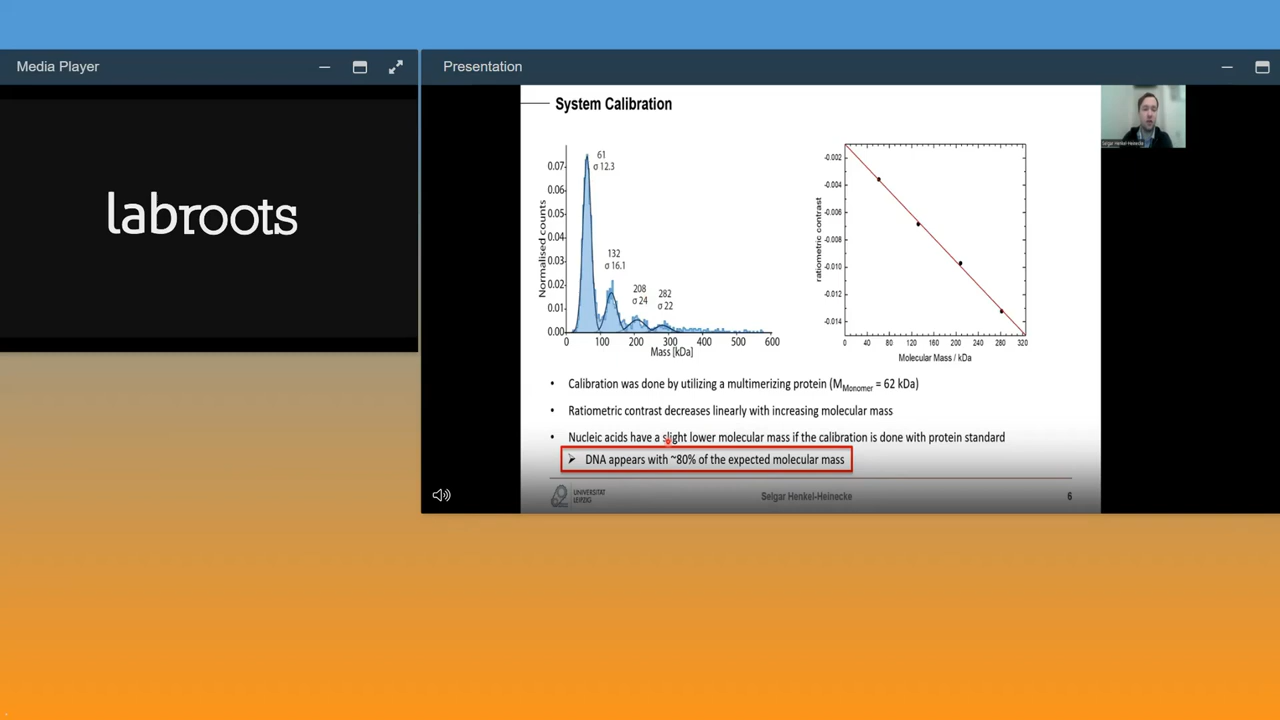 Media Player
labroots
Presentation
System Calibration
0.07
0.06
0.05
0.04
0.03
0.02
0.01
0.00
Normalised counts
61
σ 12.3
132
σ 16.1
208
σ 24
282
σ 22
0 100 200 300 400 500 600
Mass [kDa]
-0.002
-0.004
-0.006
-0.008
-0.010
-0.012
-0.014
ratiometric contrast
0 40 80 120 160 200 240 280 320
Molecular Mass / kDa
Selgar Henkel-Heinecke
• Calibration was done by utilizing a multimerizing protein (MMonomer = 62 kDa)
• Ratiometric contrast decreases linearly with increasing molecular mass
• Nucleic acids have a slight lower molecular mass if the calibration is done with protein standard
➢ DNA appears with ~80% of the expected molecular mass
UNIVERSITÄT
LEIPZIG
Selgar Henkel-Heinecke
6